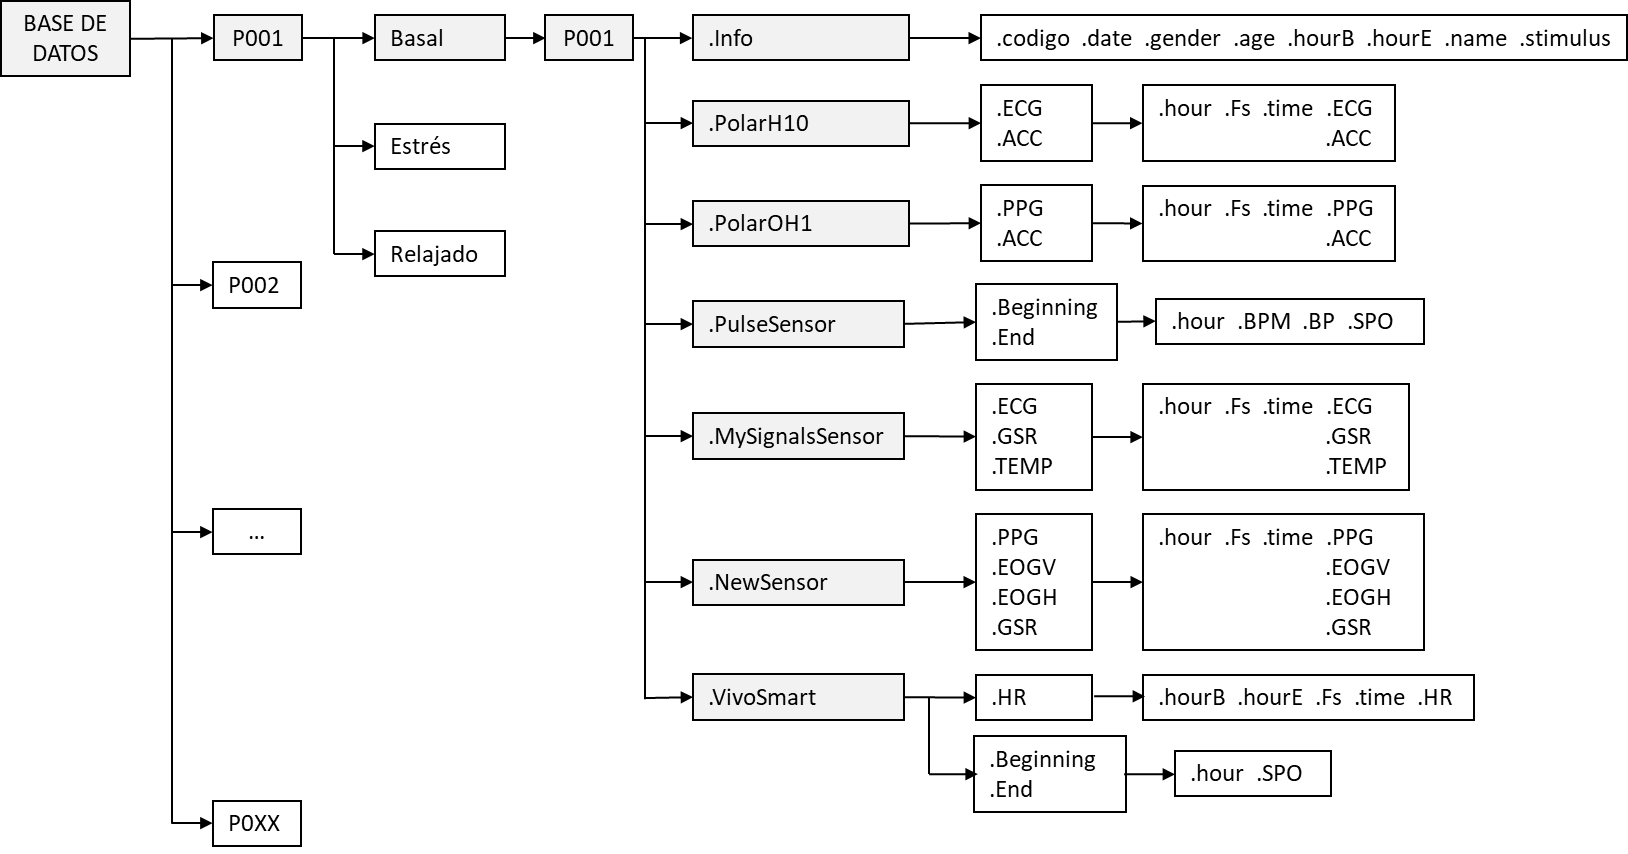 BASE DE
DATOS
P001
Basal
P001
.Info
.codigo .date .gender .age .hourB .hourE .name .stimulus
.PolarH10
.ECG
.ACC
.hour .Fs .time .ECG
.ACC
Estrés
.PolarOH1
.PPG
.ACC
.hour .Fs .time .PPG
.ACC
Relajado
P002
.PulseSensor
.Beginning
.End
.hour .BPM .BP .SPO
.MySignalsSensor
.ECG
.GSR
.TEMP
.hour .Fs .time .ECG
.GSR
.TEMP
...
.NewSensor
.PPG
.EOGV
.EOGH
.GSR
.hour .Fs .time .PPG
.EOGV
.EOGH
.GSR
.VivoSmart
.HR
.hourB .hourE .Fs .time .HR
.Beginning
.End
.hour .SPO
P0XX